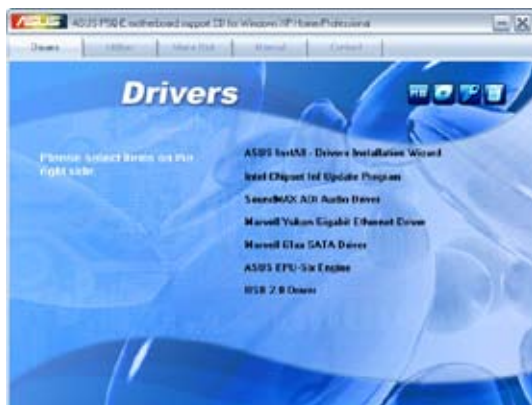 ASUS P5Q-E motherboard support CD for Windows XP Home/Professional
Drivers
Utilities
Make Disk
Manual
Contact
Drivers
Please select items on the
right side.
ASUS InstAll - Drivers Installation Wizard
Intel Chipset Inf Update Program
SoundMAX ADI Audio Driver
Marvell Yukon Gigabit Ethernet Driver
Marvell 61xx SATA Driver
ASUS EPU-Six Engine
USB 2.0 Driver